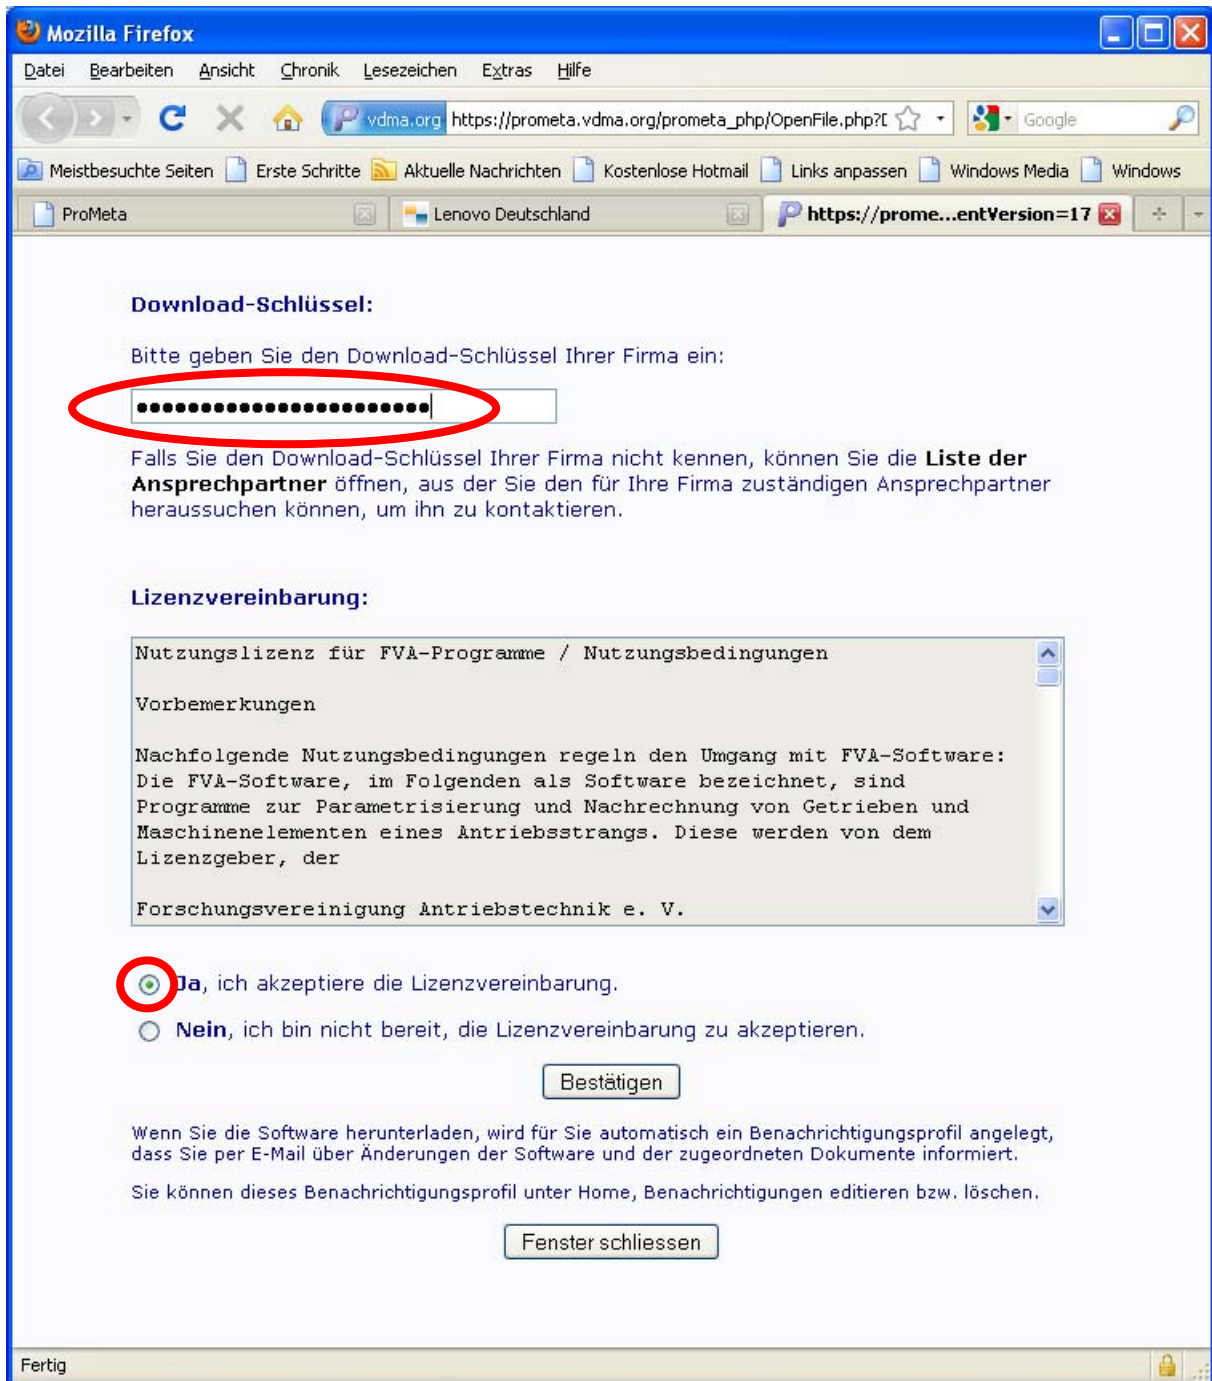 Mozilla Firefox
Datei Bearbeiten Ansicht Chronik Lesezeichen Extras Hilfe
vdma.org https://prometa.vdma.org/prometa_php/OpenFile.php?D Google
Meistbesuchte Seiten Erste Schritte Aktuelle Nachrichten Kostenlose Hotmail Links anpassen Windows Media Windows
ProMeta Lenovo Deutschland https://prome...entVersion=17
Download-Schlüssel:
Bitte geben Sie den Download-Schlüssel Ihrer Firma ein:
•••••••••••••••••••••••
Falls Sie den Download-Schlüssel Ihrer Firma nicht kennen, können Sie die Liste der
Ansprechpartner öffnen, aus der Sie den für Ihre Firma zuständigen Ansprechpartner
heraussuchen können, um ihn zu kontaktieren.
Lizenzvereinbarung:
Nutzungslizenz für FVA-Programme / Nutzungsbedingungen
Vorbemerkungen
Nachfolgende Nutzungsbedingungen regeln den Umgang mit FVA-Software:
Die FVA-Software, im Folgenden als Software bezeichnet, sind
Programme zur Parametrisierung und Nachrechnung von Getrieben und
Maschinenelementen eines Antriebsstrangs. Diese werden von dem
Lizenzgeber, der
Forschungsvereinigung Antriebstechnik e. V.
Ja, ich akzeptiere die Lizenzvereinbarung.
Nein, ich bin nicht bereit, die Lizenzvereinbarung zu akzeptieren.
Bestätigen
Wenn Sie die Software herunterladen, wird für Sie automatisch ein Benachrichtigungsprofil angelegt,
dass Sie per E-Mail über Änderungen der Software und der zugeordneten Dokumente informiert.
Sie können dieses Benachrichtigungsprofil unter Home, Benachrichtigungen editieren bzw. löschen.
Fenster schliessen
Fertig